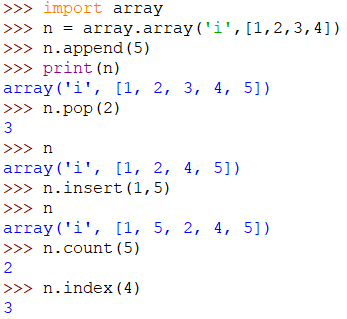 >>> import array
>>> n = array.array('i',[1,2,3,4])
>>> n.append(5)
>>> print(n)
array('i', [1, 2, 3, 4, 5])
>>> n.pop(2)
3
>>> n
array('i', [1, 2, 4, 5])
>>> n.insert(1,5)
>>> n
array('i', [1, 5, 2, 4, 5])
>>> n.count(5)
2
>>> n.index(4)
3